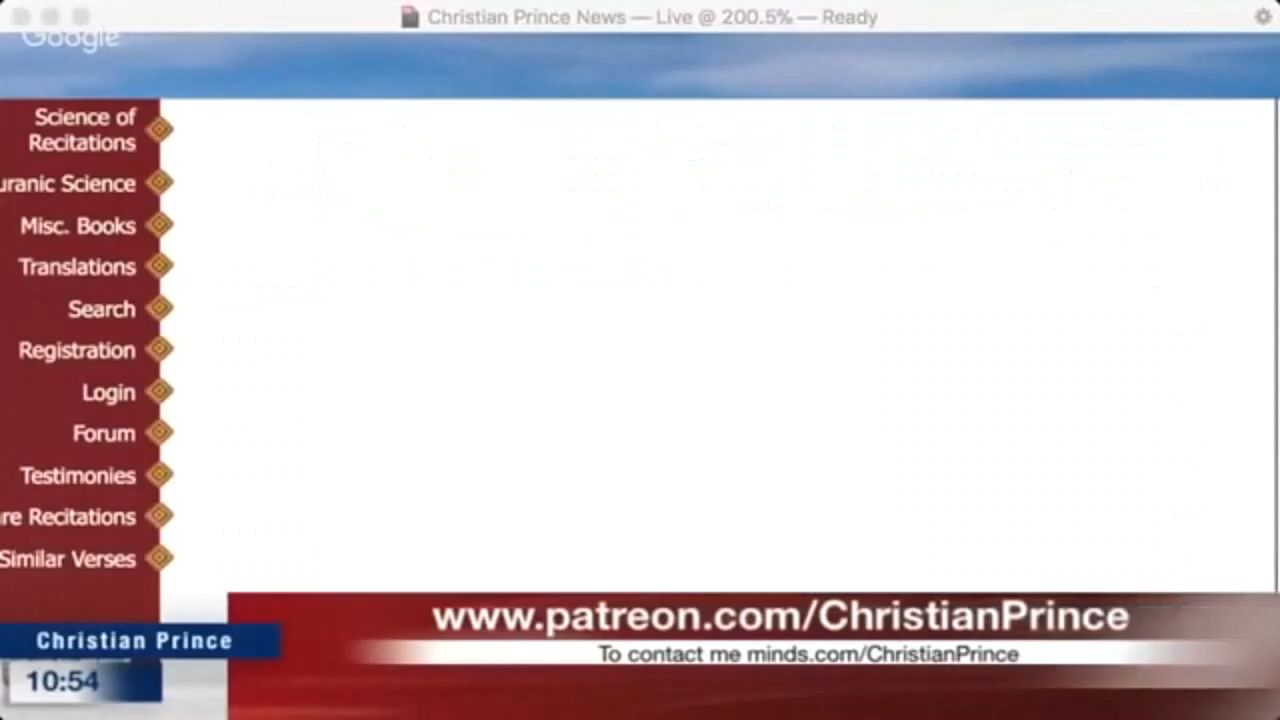 Christian Prince News — Live @ 200.5% — Ready
Google
Science of
Recitations
uranic Science
Misc. Books
Translations
Search
Registration
Login
Forum
Testimonies
re Recitations
Similar Verses
www.patreon.com/ChristianPrince
Christian Prince
To contact me minds.com/ChristianPrince
10:54